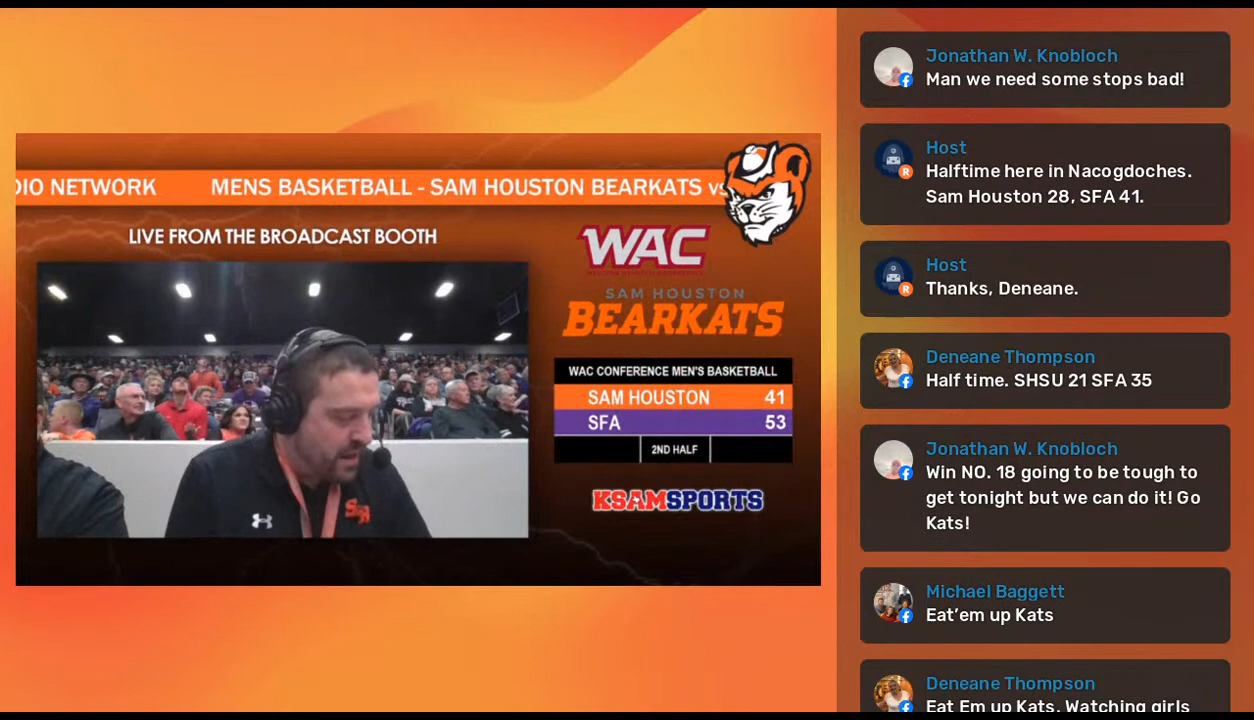 DIO NETWORK MENS BASKETBALL - SAM HOUSTON BEARKATS vs
LIVE FROM THE BROADCAST BOOTH
WAC
SAM HOUSTON
BEARKATS
WAC CONFERENCE MEN'S BASKETBALL
SAM HOUSTON 41
SFA 53
2ND HALF
KSAMSPORTS
Jonathan W. Knobloch
Man we need some stops bad!
Host
Halftime here in Nacogdoches.
Sam Houston 28, SFA 41.
Host
Thanks, Deneane.
Deneane Thompson
Half time. SHSU 21 SFA 35
Jonathan W. Knobloch
Win NO. 18 going to be tough to
get tonight but we can do it! Go
Kats!
Michael Baggett
Eat’em up Kats
Deneane Thompson
Eat Em up Kats. Watching girls